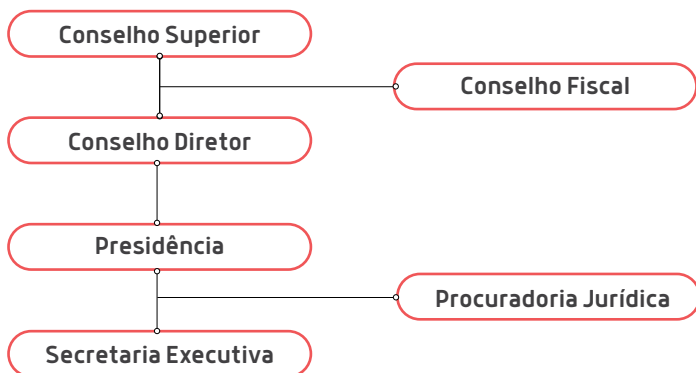 Conselho Superior
Conselho Fiscal
Conselho Diretor
Presidência
Procuradoria Jurídica
Secretaria Executiva